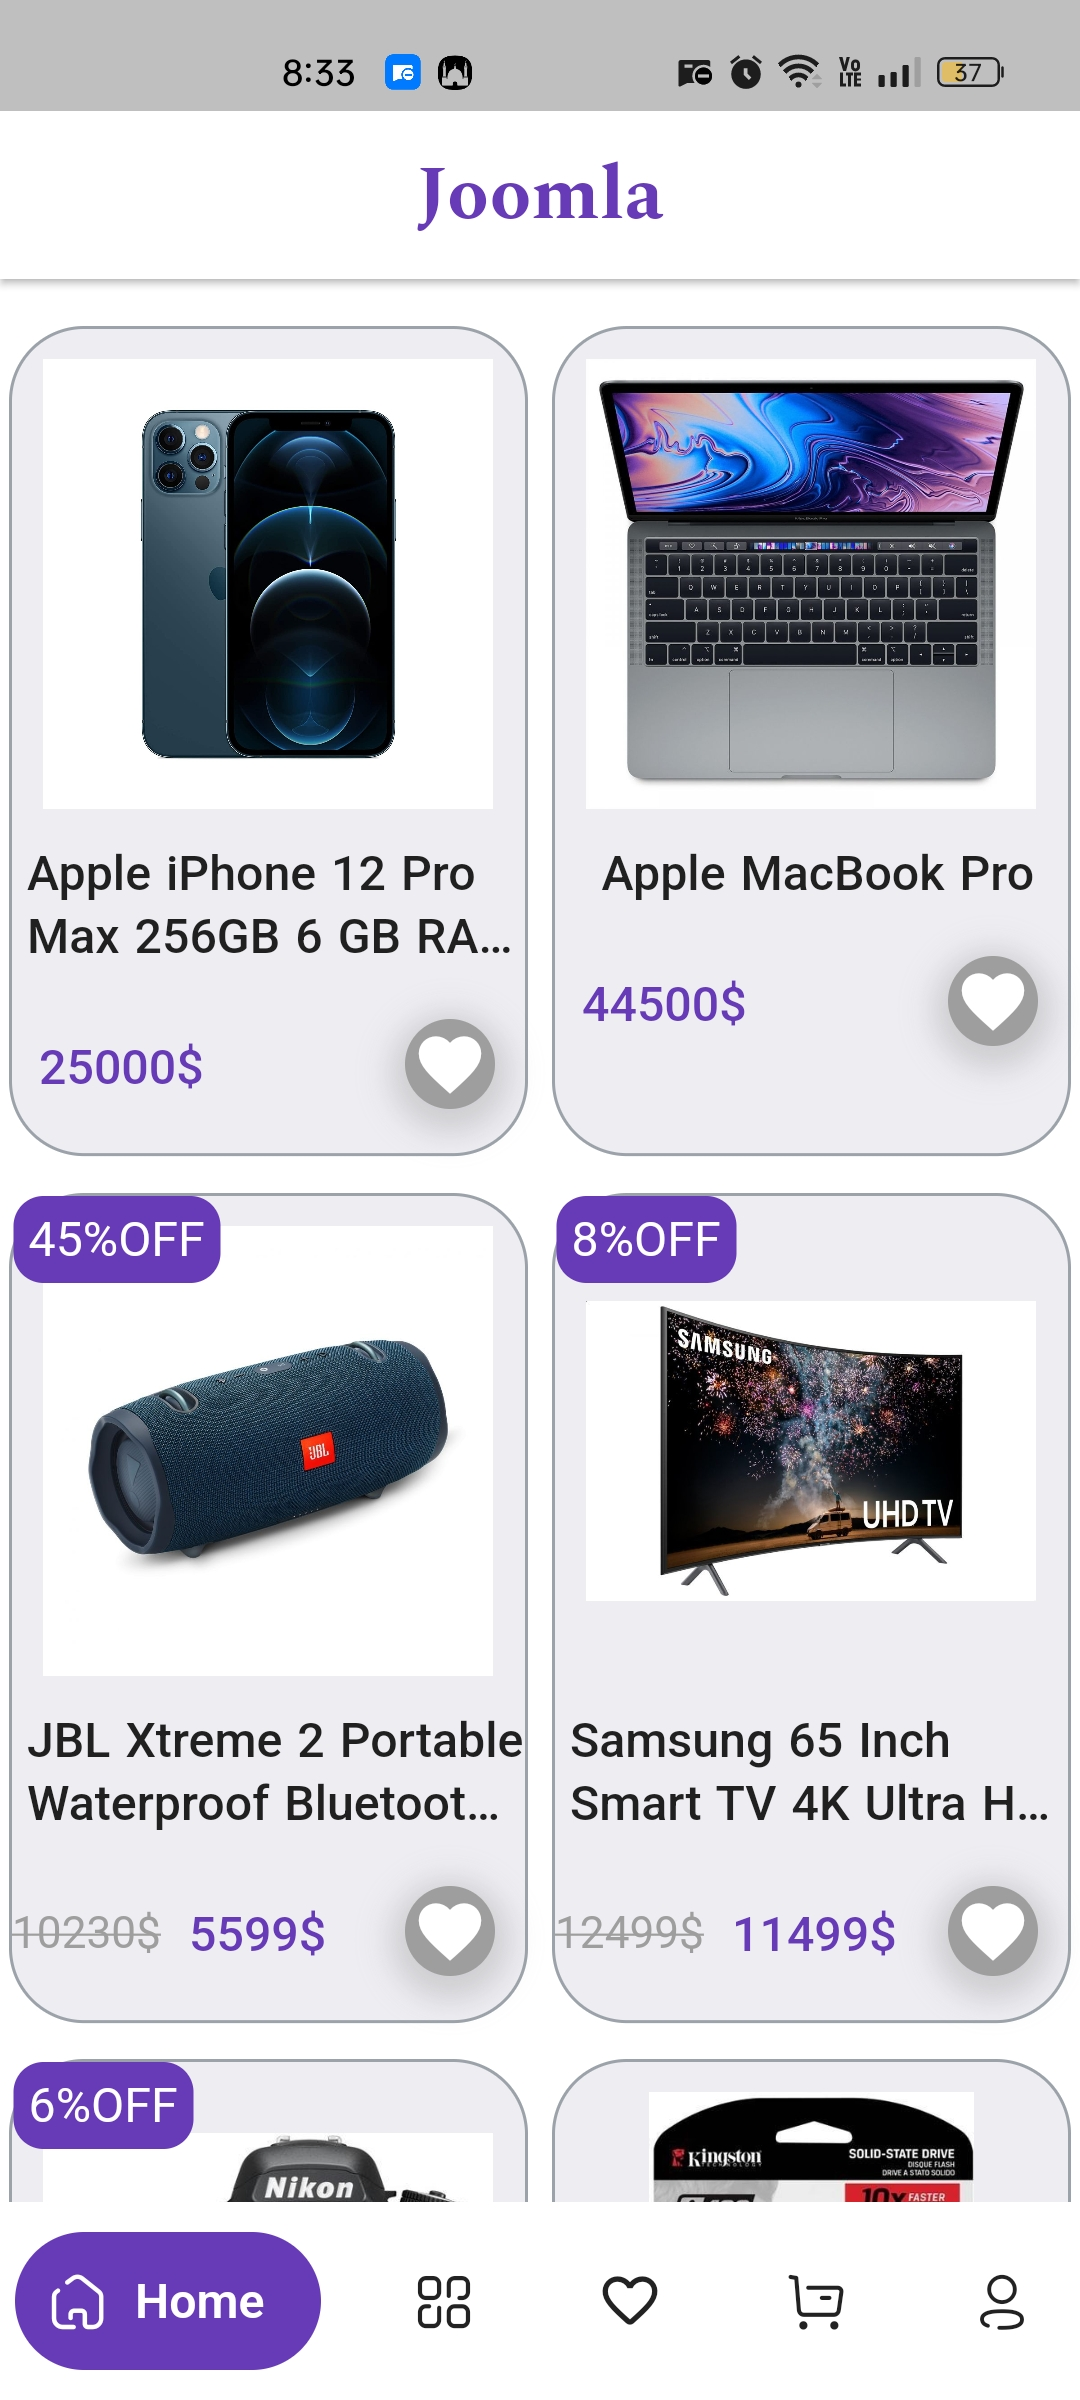 8:33
Vo
LTE
37
Joomla
Apple iPhone 12 Pro
Max 256GB 6 GB RA...
25000$
Apple MacBook Pro
44500$
45%OFF
JBL
JBL Xtreme 2 Portable
Waterproof Bluetoot...
10230$ 5599$
8%OFF
SAMSUNG
UHD TV
Samsung 65 Inch
Smart TV 4K Ultra H...
12499$ 11499$
6%OFF
Nikon
Kingston
TECHNOLOGY
SOLID-STATE DRIVE
DISQUE FLASH
DRIVE A STATO SOLIDO
10x FASTER
Home